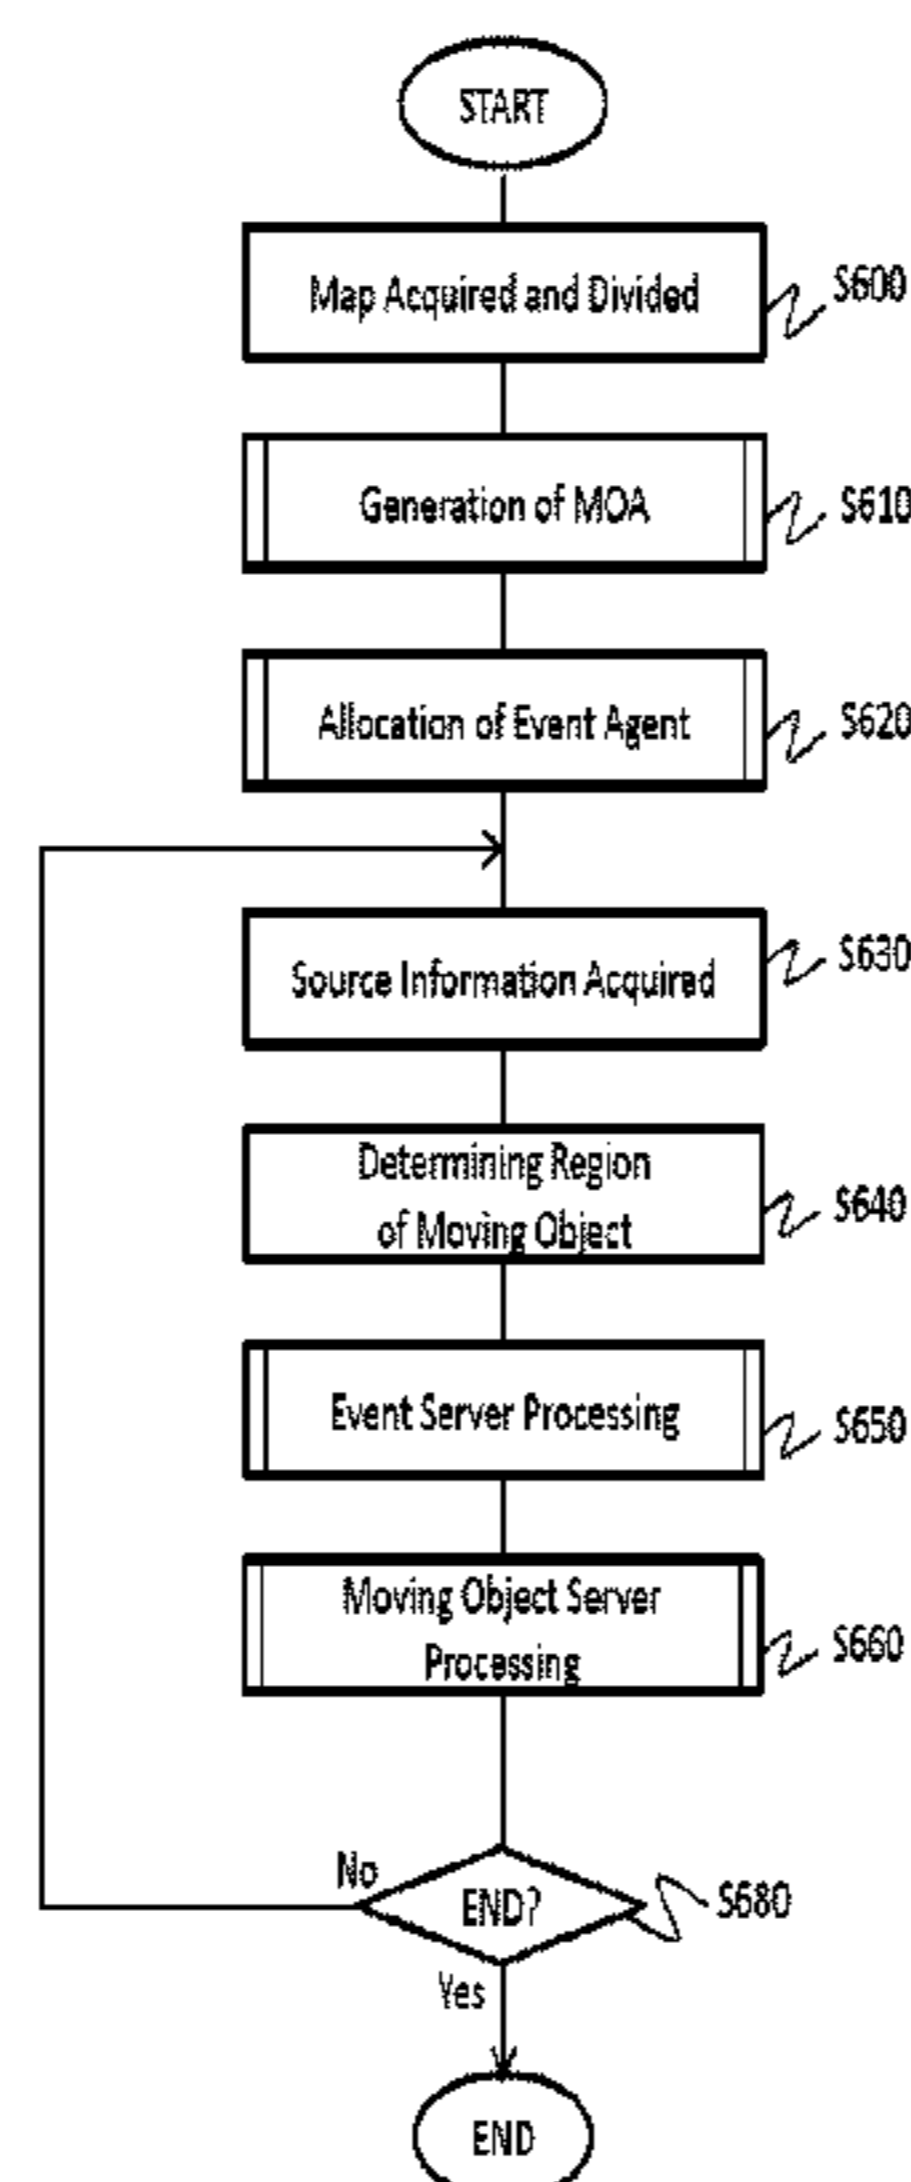 START
Map Acquired and Divided
S600
Generation of MOA
S610
Allocation of Event Agent
S620
Source Information Acquired
S630
Determining Region
of Moving Object
S640
Event Server Processing
S650
Moving Object Server
Processing
S660
No
END?
S680
Yes
END